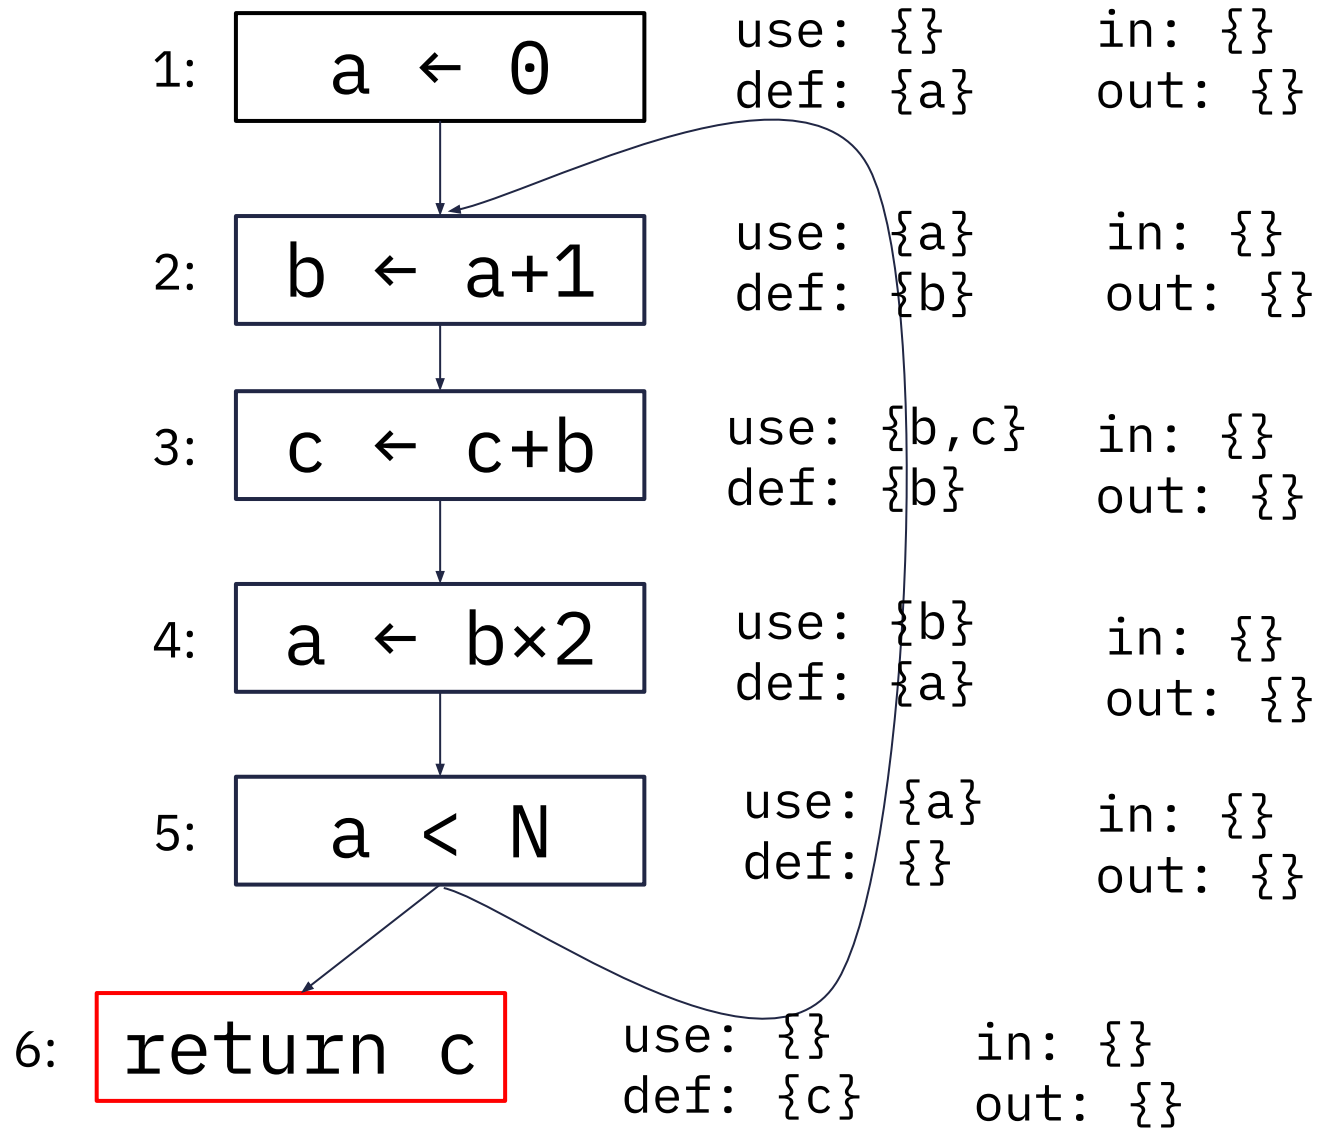 1: a ← 0 use: {} in: {}
def: {a} out: {}
2: b ← a+1 use: {a} in: {}
def: {b} out: {}
3: c ← c+b use: {b,c} in: {}
def: {b} out: {}
4: a ← b×2 use: {b} in: {}
def: {a} out: {}
5: a < N use: {a} in: {}
def: {} out: {}
6: return c use: {} in: {}
def: {c} out: {}